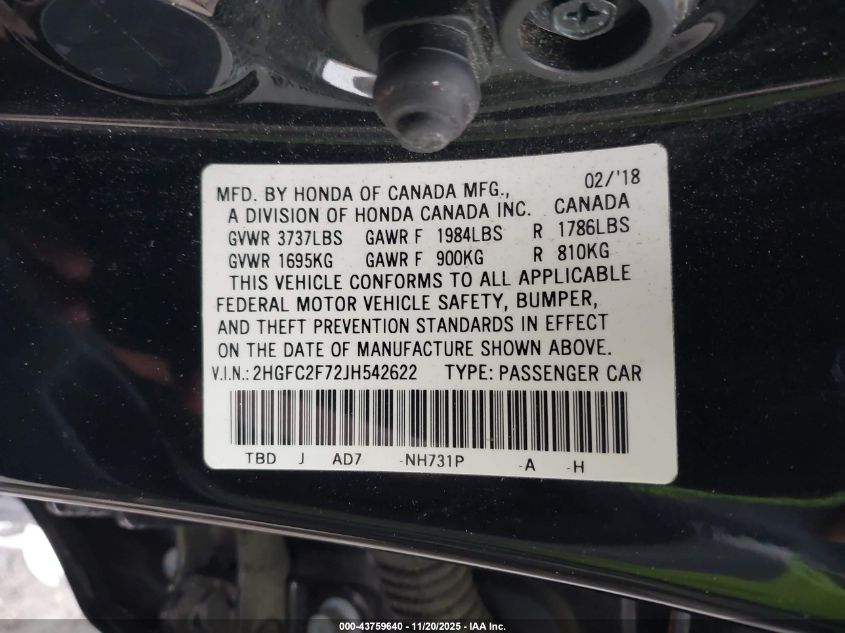 MFD. BY HONDA OF CANADA MFG., 02/'18
A DIVISION OF HONDA CANADA INC. CANADA
GVWR 3737LBS GAWR F 1984LBS R 1786LBS
GVWR 1695KG GAWR F 900KG R 810KG
THIS VEHICLE CONFORMS TO ALL APPLICABLE
FEDERAL MOTOR VEHICLE SAFETY, BUMPER,
AND THEFT PREVENTION STANDARDS IN EFFECT
ON THE DATE OF MANUFACTURE SHOWN ABOVE.
V.I.N.: 2HGFC2F72JH542622 TYPE: PASSENGER CAR
TBD J AD7 -NH731P -A -H
000-43759640 - 11/20/2025 - IAA Inc.